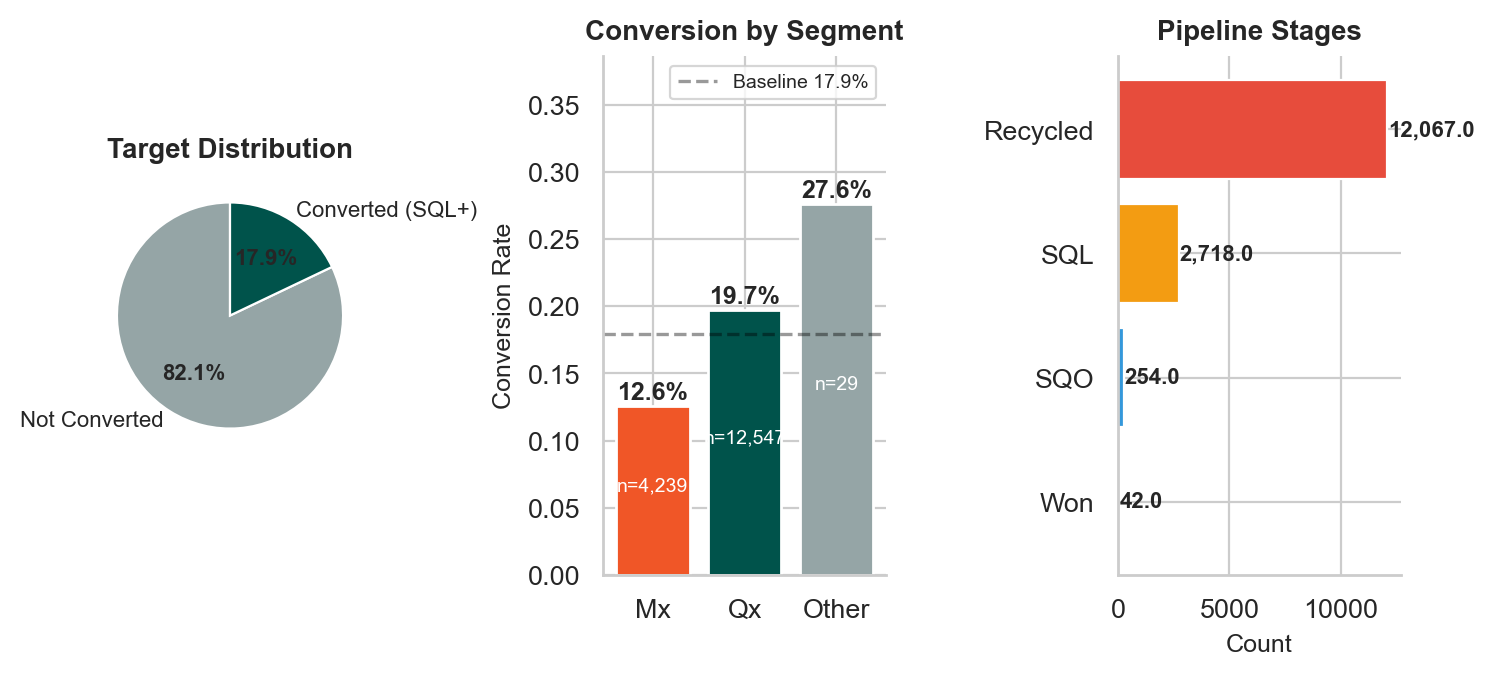 Target Distribution
Converted (SQL+)
17.9%
82.1%
Not Converted
Conversion by Segment
Baseline 17.9%
Conversion Rate
0.35
0.30
0.25
0.20
0.15
0.10
0.05
0.00
12.6%
19.7%
27.6%
n=4,239
n=12,547
n=29
Mx
Qx
Other
Pipeline Stages
Recycled
12,067.0
SQL
2,718.0
SQO
254.0
Won
42.0
0
5000
10000
Count